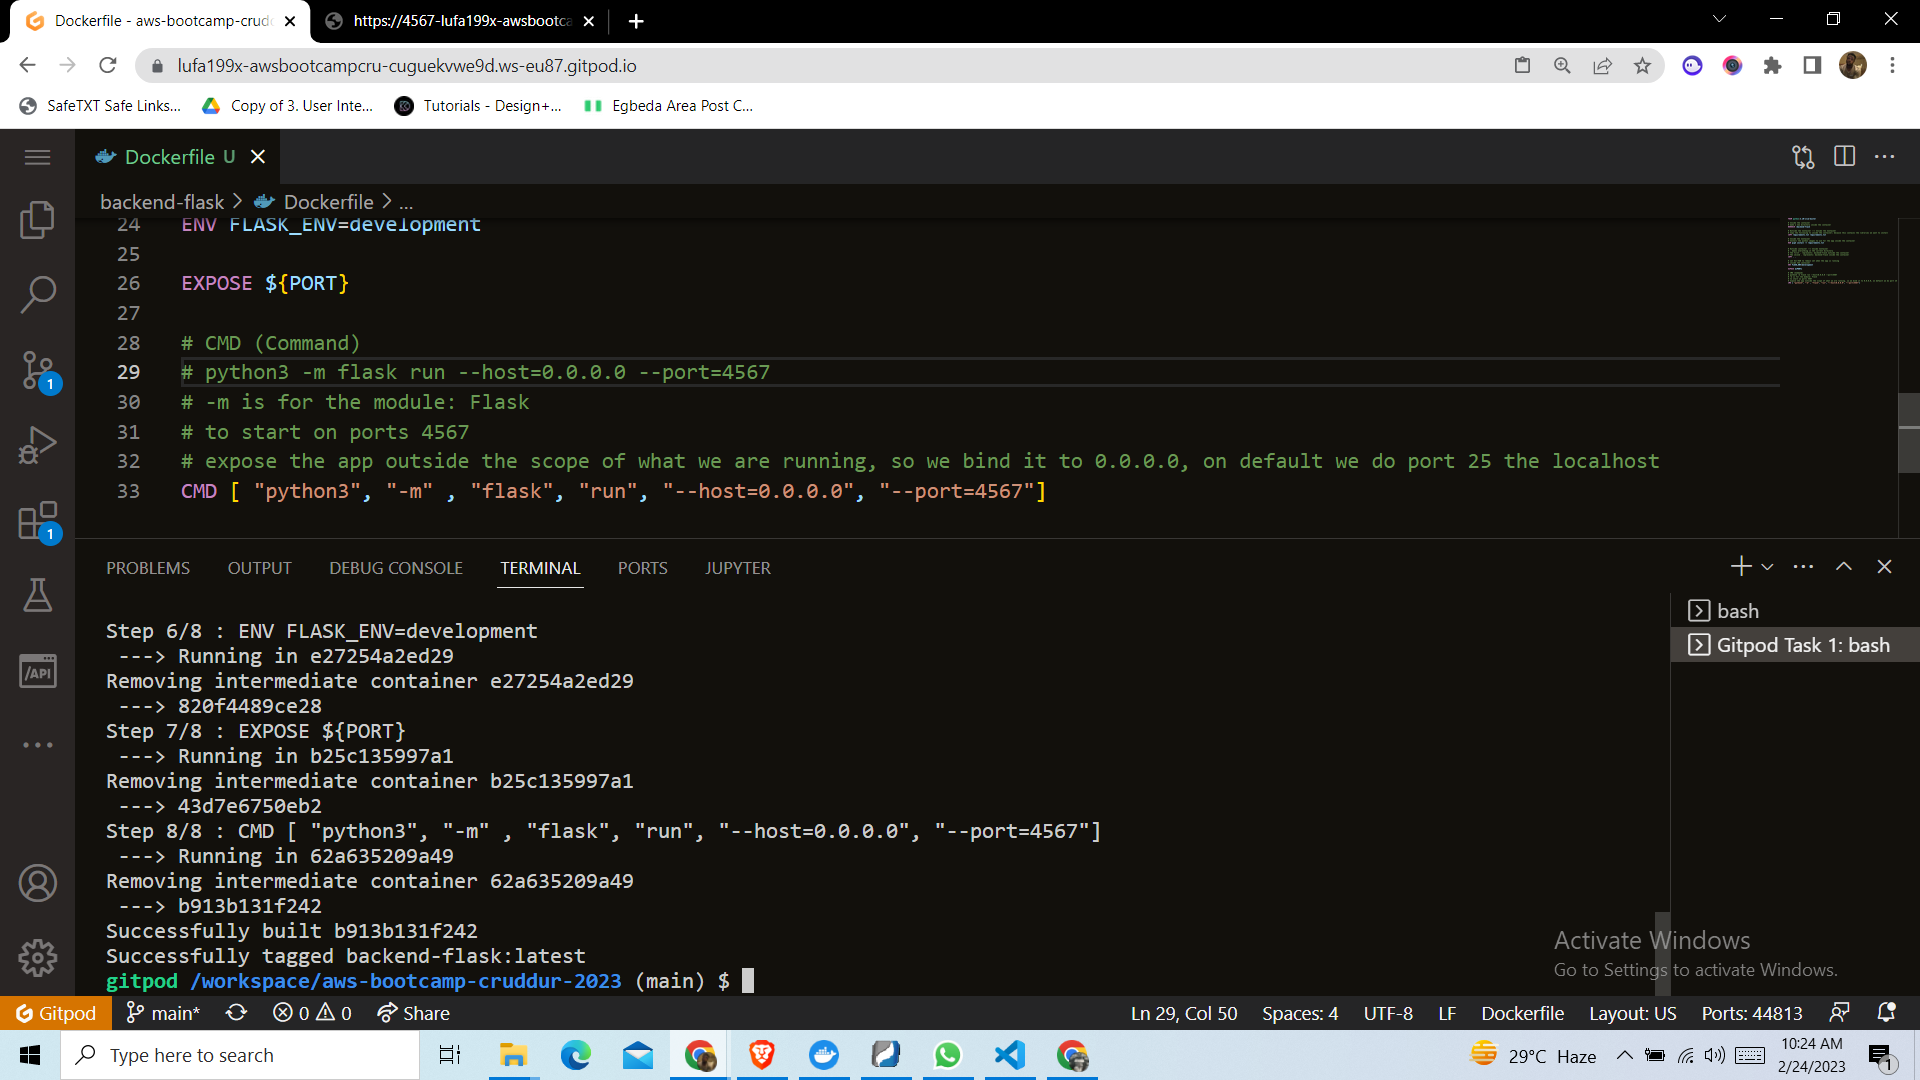 Dockerfile - aws-bootcamp-crudd
https://4567-lufa199x-awsbootca
lufa199x-awsbootcampcru-cuguekvwe9d.ws-eu87.gitpod.io
SafeTXT Safe Links...
Copy of 3. User Inte...
Tutorials - Design+...
Egbeda Area Post C...
Dockerfile U
backend-flask > Dockerfile > ...
24 ENV FLASK_ENV=development
25
26 EXPOSE ${PORT}
27
28 # CMD (Command)
29 # python3 -m flask run --host=0.0.0.0 --port=4567
30 # -m is for the module: Flask
31 # to start on ports 4567
32 # expose the app outside the scope of what we are running, so we bind it to 0.0.0.0, on default we do port 25 the localhost
33 CMD [ "python3", "-m" , "flask", "run", "--host=0.0.0.0", "--port=4567"]
1
1
/API
PROBLEMS OUTPUT DEBUG CONSOLE TERMINAL PORTS JUPYTER
bash
Gitpod Task 1: bash
Step 6/8 : ENV FLASK_ENV=development
---> Running in e27254a2ed29
Removing intermediate container e27254a2ed29
---> 820f4489ce28
Step 7/8 : EXPOSE ${PORT}
---> Running in b25c135997a1
Removing intermediate container b25c135997a1
---> 43d7e6750eb2
Step 8/8 : CMD [ "python3", "-m" , "flask", "run", "--host=0.0.0.0", "--port=4567"]
---> Running in 62a635209a49
Removing intermediate container 62a635209a49
---> b913b131f242
Successfully built b913b131f242
Successfully tagged backend-flask:latest
gitpod /workspace/aws-bootcamp-cruddur-2023 (main) $
Activate Windows
Go to Settings to activate Windows.
Gitpod main* 0 0 Share Ln 29, Col 50 Spaces: 4 UTF-8 LF Dockerfile Layout: US Ports: 44813
Type here to search
29°C Haze
10:24 AM
2/24/2023
1